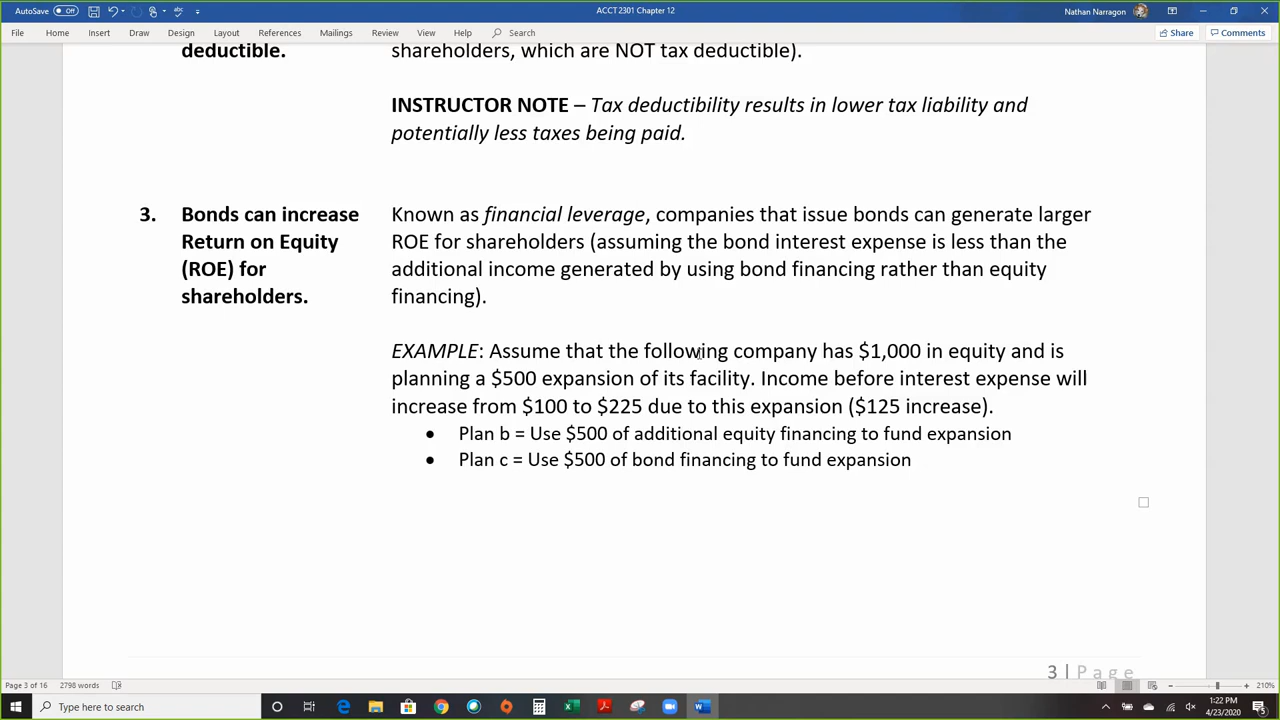 AutoSave Off
ACCT 2301 Chapter 12
Nathan Narragon
File Home Insert Draw Design Layout References Mailings Review View Help Search
Share Comments
deductible.
shareholders, which are NOT tax deductible).
INSTRUCTOR NOTE – Tax deductibility results in lower tax liability and
potentially less taxes being paid.
3. Bonds can increase
Return on Equity
(ROE) for
shareholders.
Known as financial leverage, companies that issue bonds can generate larger
ROE for shareholders (assuming the bond interest expense is less than the
additional income generated by using bond financing rather than equity
financing).
EXAMPLE: Assume that the following company has $1,000 in equity and is
planning a $500 expansion of its facility. Income before interest expense will
increase from $100 to $225 due to this expansion ($125 increase).
• Plan b = Use $500 of additional equity financing to fund expansion
• Plan c = Use $500 of bond financing to fund expansion
3 | Page
Page 3 of 16 2798 words
210%
Type here to search
1:22 PM
4/23/2020